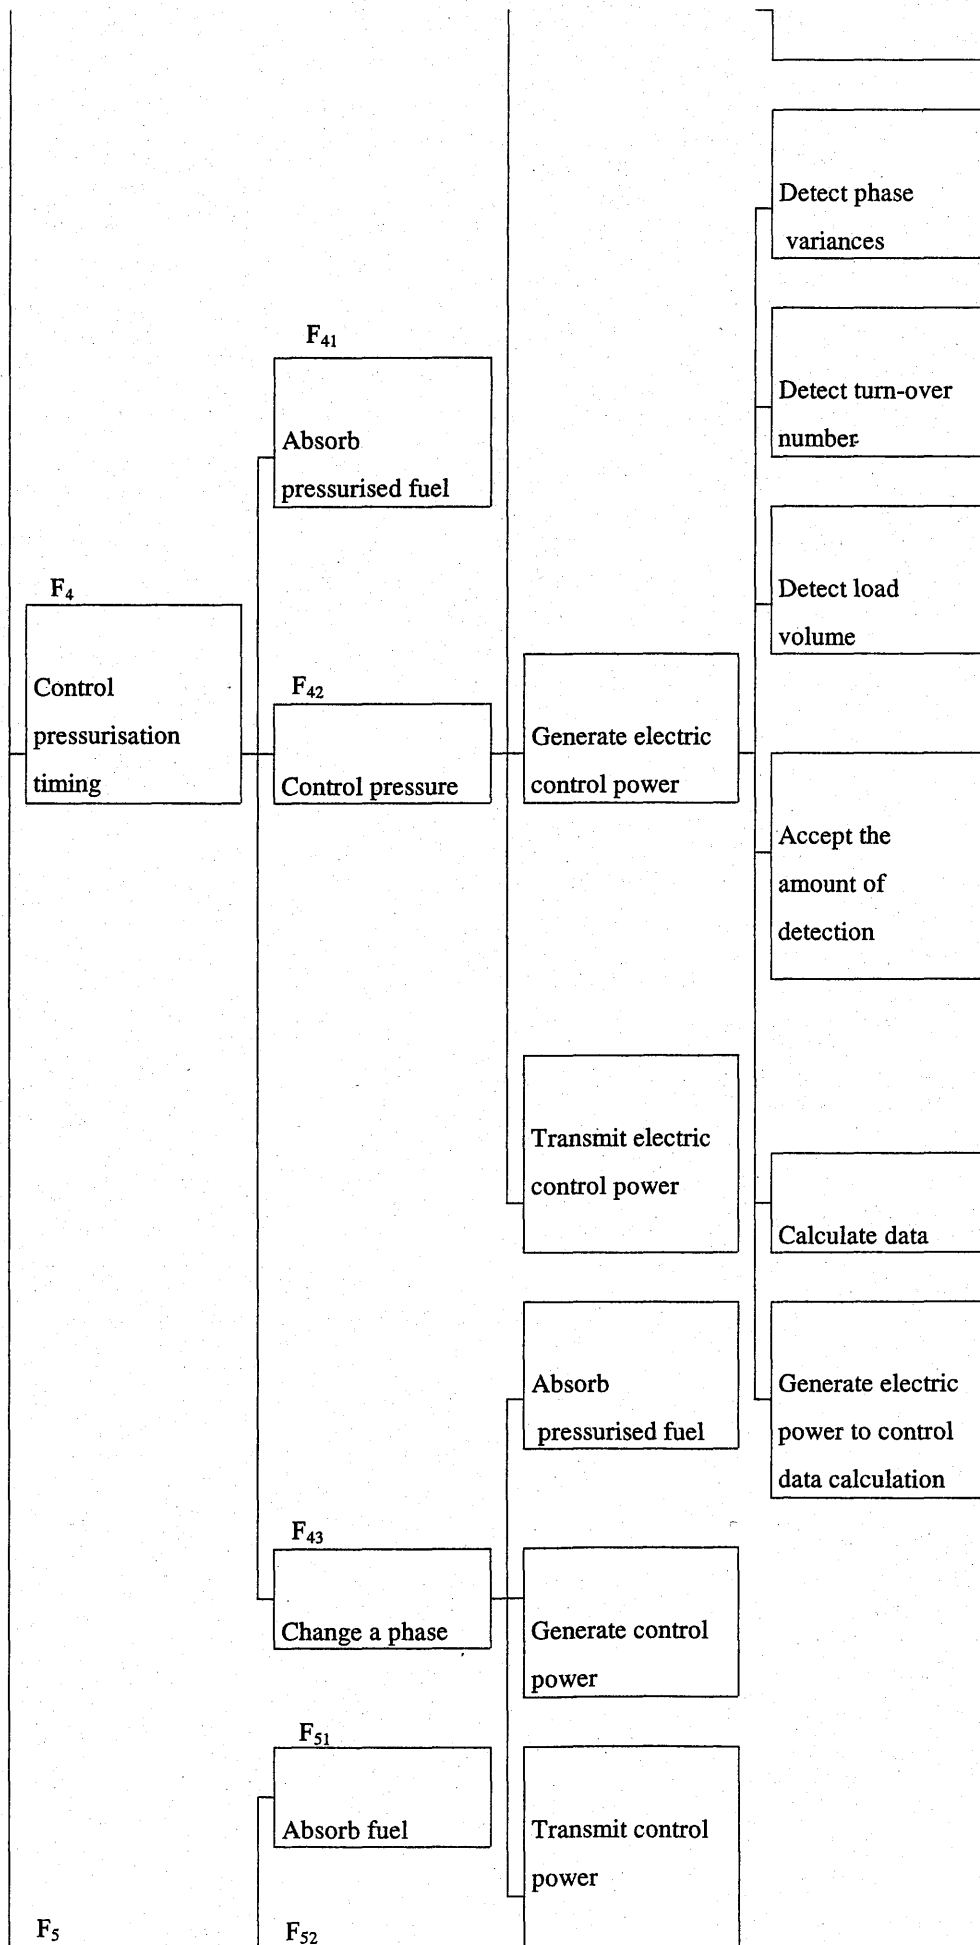 Detect phase
variances
F41
Detect turn-over
number
Absorb
pressurised fuel
F4
Detect load
volume
Control
pressurisation
timing
F42
Control pressure
Generate electric
control power
Accept the
amount of
detection
Transmit electric
control power
Calculate data
Absorb
pressurised fuel
Generate electric
power to control
data calculation
F43
Change a phase
Generate control
power
F51
Absorb fuel
Transmit control
power
F5
F52